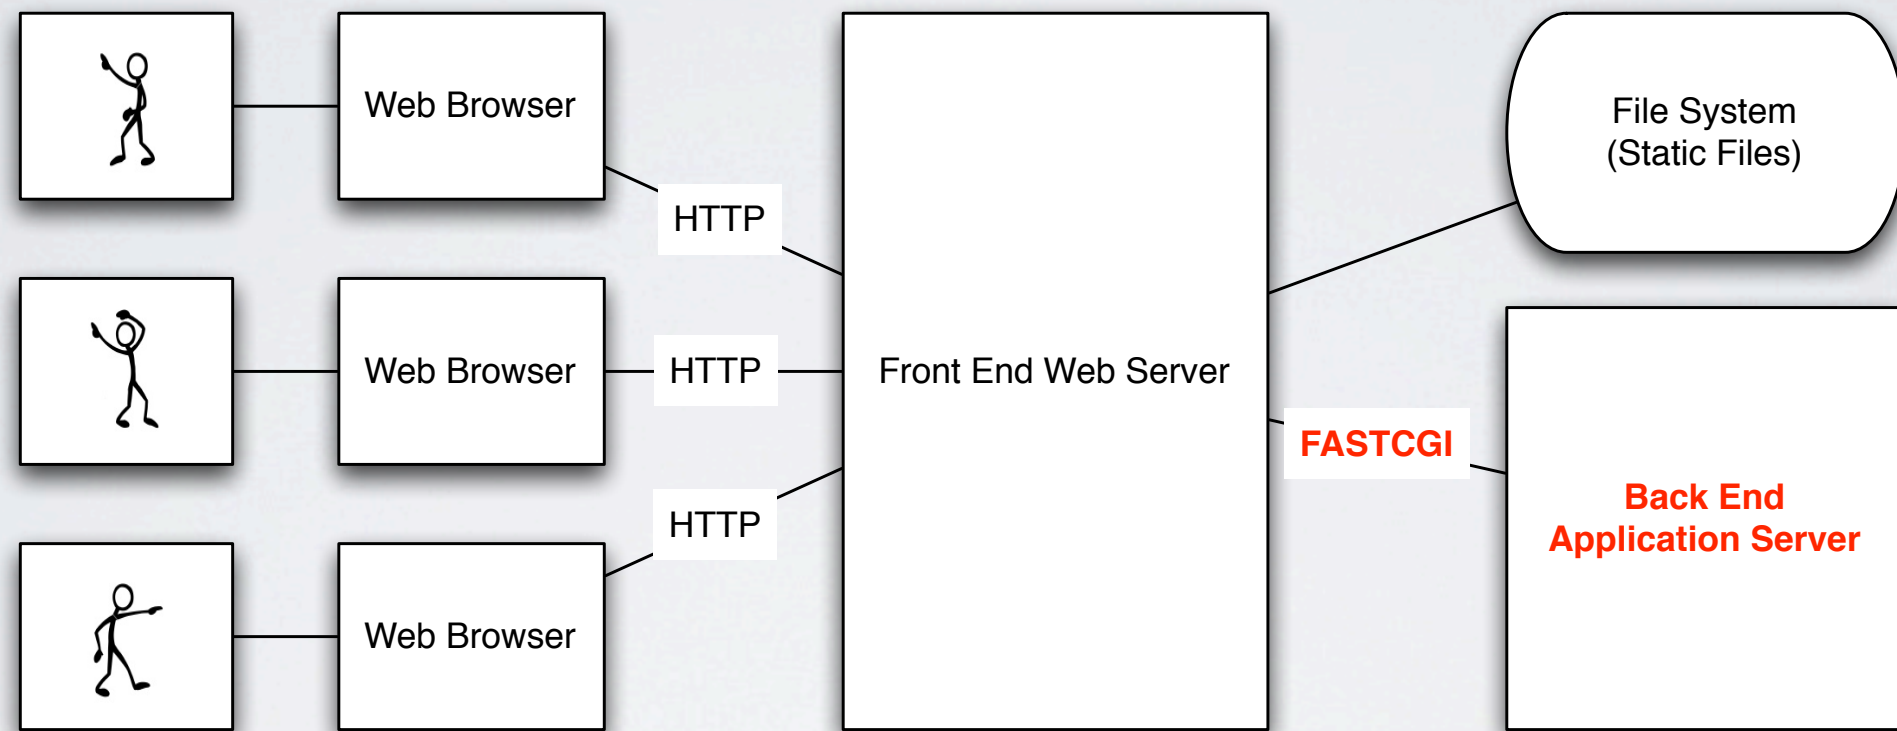 Web Browser
HTTP
Web Browser
HTTP
Web Browser
HTTP
Front End Web Server
File System
(Static Files)
FASTCGI
Back End
Application Server